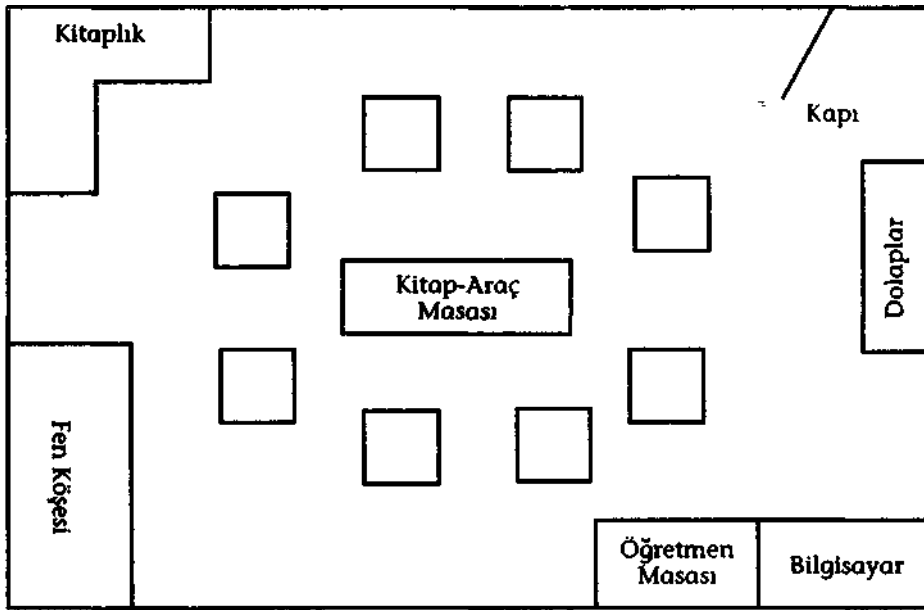 Kitaplık
Kapı
Dolaplar
Kitap-Araç
Masası
Fen Köşesi
Öğretmen
Masası
Bilgisayar